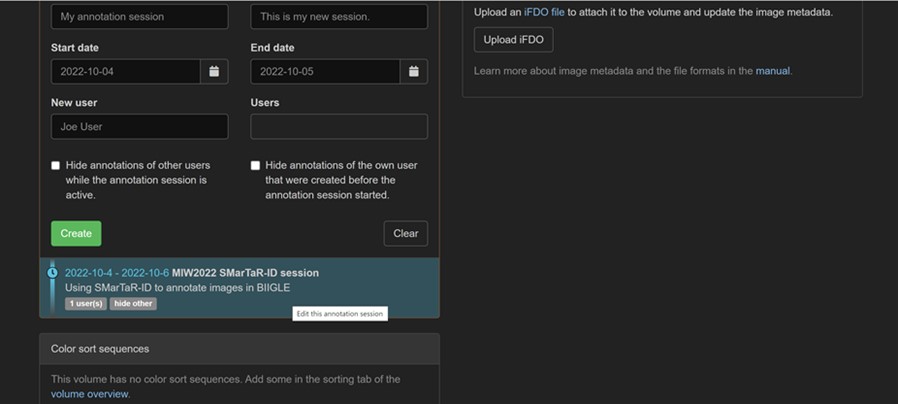 My annotation session
This is my new session.
Start date
End date
2022-10-04
2022-10-05
New user
Users
Joe User
Hide annotations of other users
while the annotation session is
active.
Hide annotations of the own user
that were created before the
annotation session started.
Create
Clear
2022-10-4 - 2022-10-6 MIW2022 SMarTaR-ID session
Using SMarTaR-ID to annotate images in BIIGLE
1 user(s) hide other
Edit this annotation session
Color sort sequences
This volume has no color sort sequences. Add some in the sorting tab of the
volume overview.
Upload an iFDO file to attach it to the volume and update the image metadata.
Upload iFDO
Learn more about image metadata and the file formats in the manual.